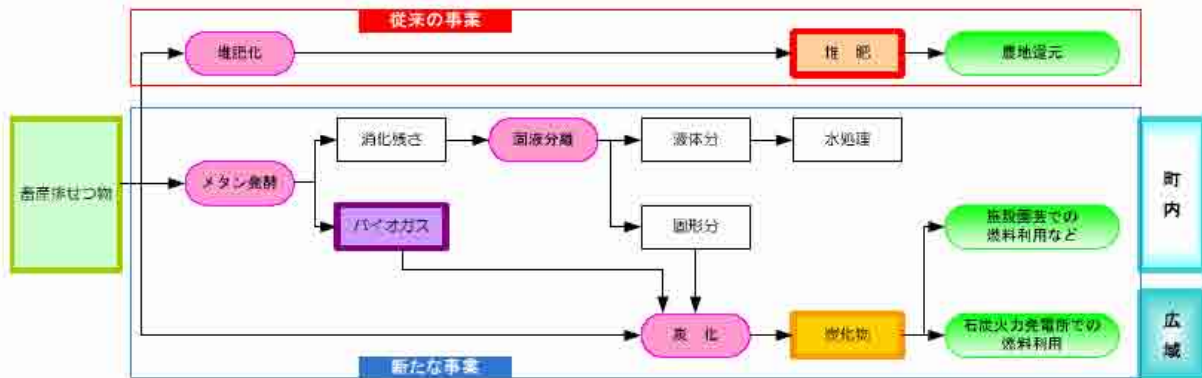 従来の事業
堆肥化
堆　肥
農地還元
畜産排せつ物
メタン発酵
消化残さ
固液分離
液体分
水処理
バイオガス
固形分
施設園芸での
燃料利用など
町
内
炭　化
炭化物
石炭火力発電所での
燃料利用
広
域
新たな事業